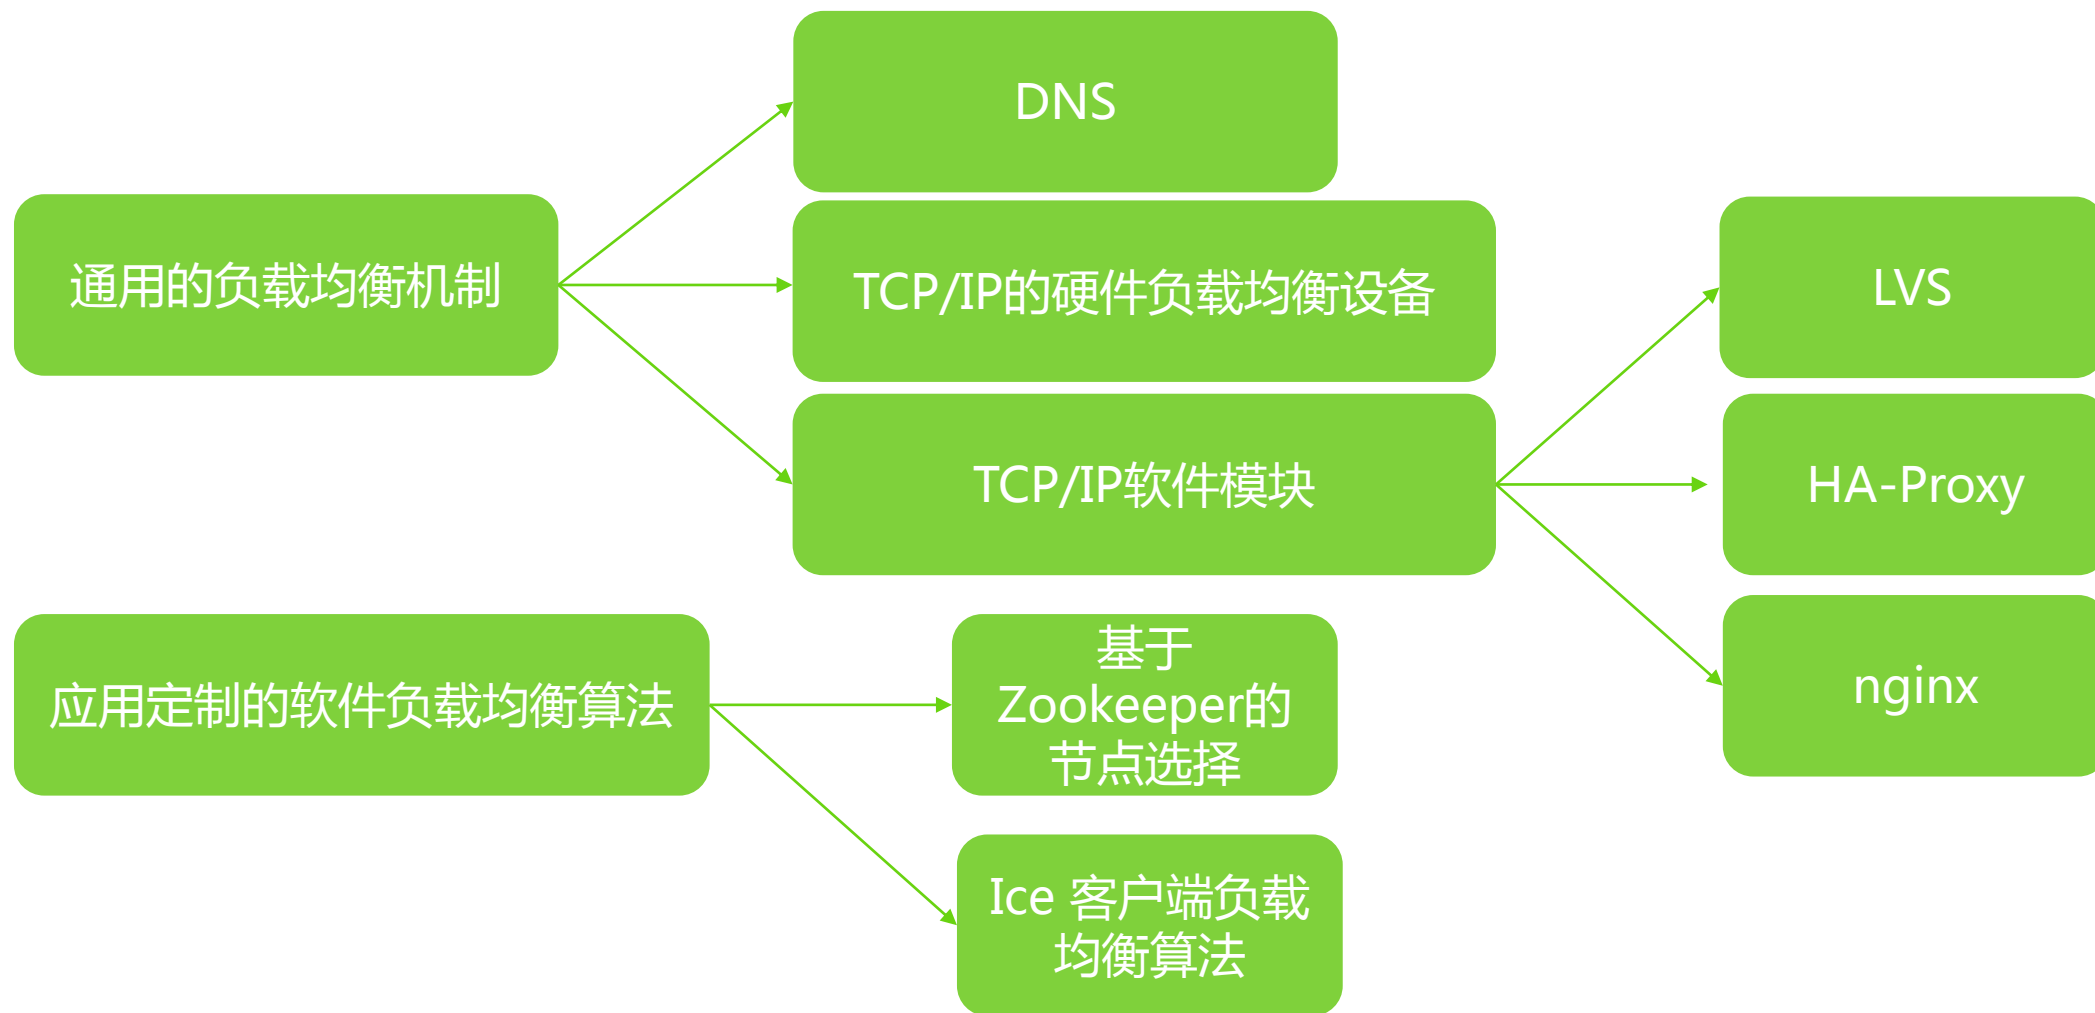 DNS
通用的负载均衡机制
TCP/IP的硬件负载均衡设备
LVS
TCP/IP软件模块
HA-Proxy
nginx
应用定制的软件负载均衡算法
基于
Zookeeper的
节点选择
Ice 客户端负载
均衡算法